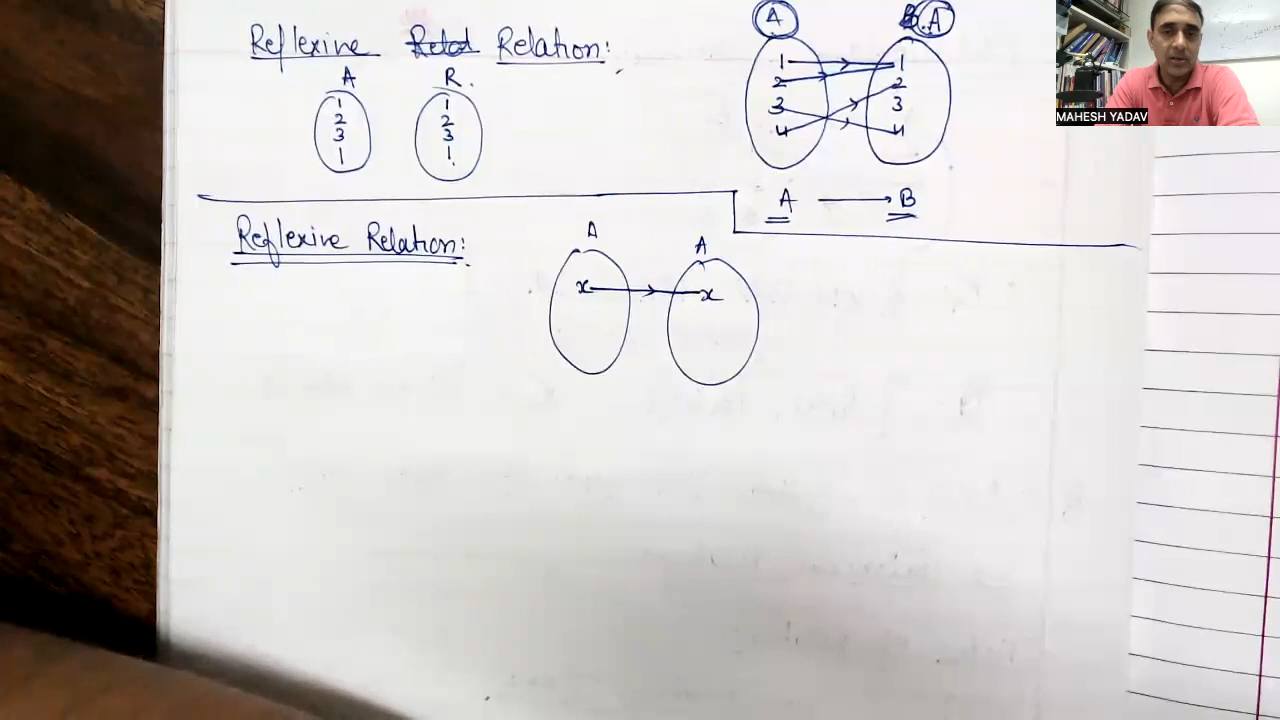 Reflexive Relation:
A R.
1 1
2 2
3 3
1 1.
A A
1 1
2 2
3 3
4 4
A → B
MAHESH YADAV
Reflexive Relation:
A A
x x